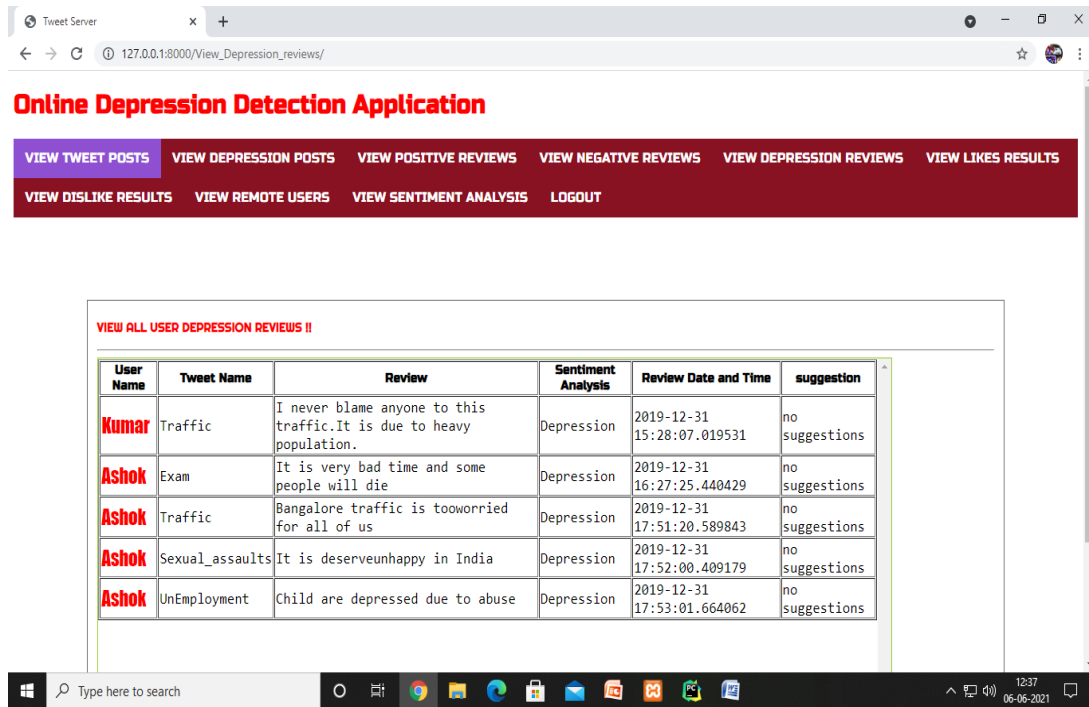 Tweet Server
127.0.0.1:8000/View_Depression_reviews/
Online Depression Detection Application
VIEW TWEET POSTS VIEW DEPRESSION POSTS VIEW POSITIVE REVIEWS VIEW NEGATIVE REVIEWS VIEW DEPRESSION REVIEWS VIEW LIKES RESULTS
VIEW DISLIKE RESULTS VIEW REMOTE USERS VIEW SENTIMENT ANALYSIS LOGOUT
VIEW ALL USER DEPRESSION REVIEWS !!
User
Name
Tweet Name
Review
Sentiment
Analysis
Review Date and Time
suggestion
Kumar
Traffic
I never blame anyone to this
traffic.It is due to heavy
population.
Depression
2019-12-31
15:28:07.019531
no
suggestions
Ashok
Exam
It is very bad time and some
people will die
Depression
2019-12-31
16:27:25.440429
no
suggestions
Ashok
Traffic
Bangalore traffic is tooworried
for all of us
Depression
2019-12-31
17:51:20.589843
no
suggestions
Ashok
Sexual_assaults
It is deserveunhappy in India
Depression
2019-12-31
17:52:00.409179
no
suggestions
Ashok
UnEmployment
Child are depressed due to abuse
Depression
2019-12-31
17:53:01.664062
no
suggestions
Type here to search
12:37
06-06-2021